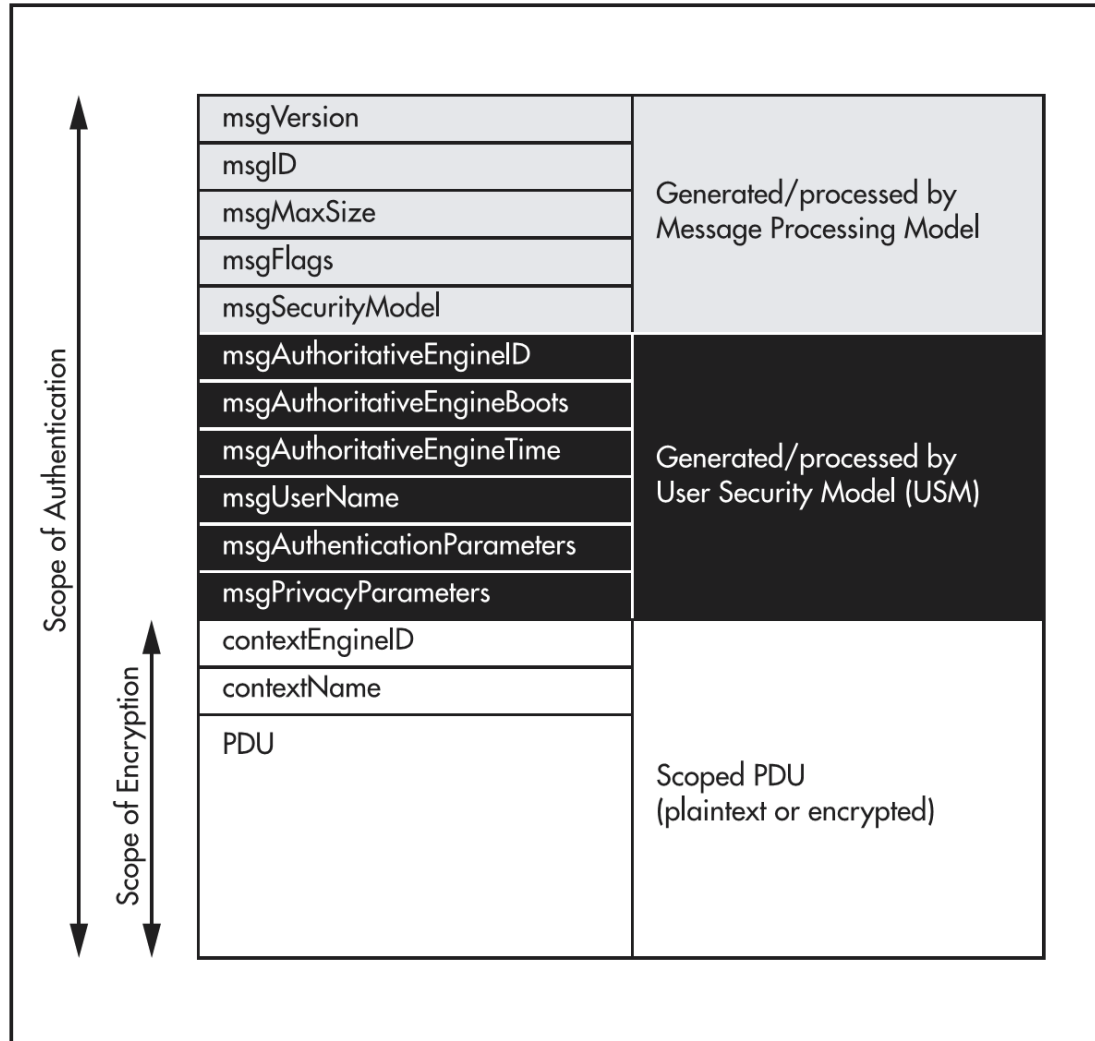 msgVersion
msgID
msgMaxSize
msgFlags
msgSecurityModel
Generated/processed by
Message Processing Model
msgAuthoritativeEngineID
msgAuthoritativeEngineBoots
msgAuthoritativeEngineTime
msgUserName
msgAuthenticationParameters
msgPrivacyParameters
Generated/processed by
User Security Model (USM)
contextEngineID
contextName
PDU
Scoped PDU
(plaintext or encrypted)
Scope of Authentication
Scope of Encryption